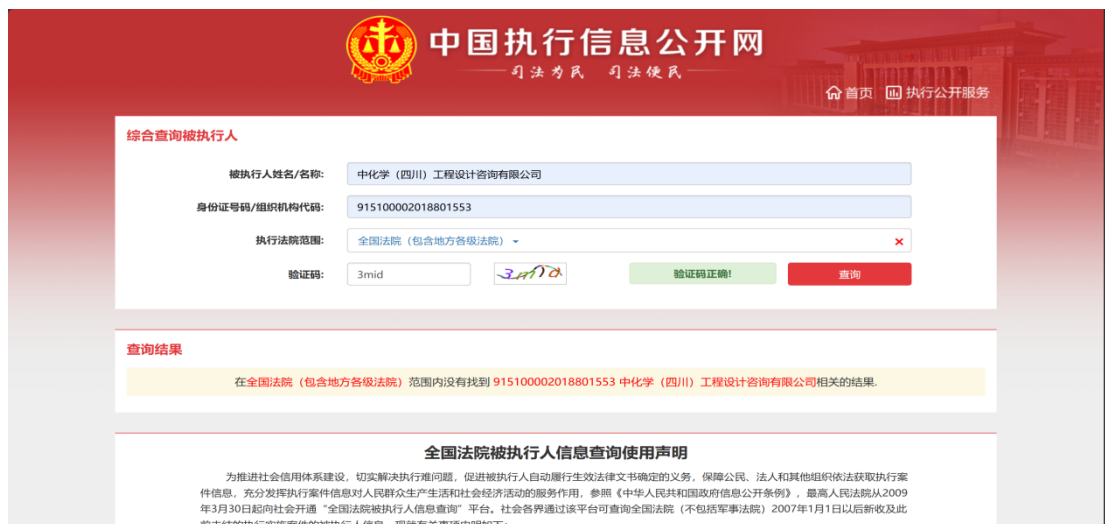 中国执行信息公开网
司法为民 司法便民
首页 执行公开服务
综合查询被执行人
被执行人姓名/名称: 中化学（四川）工程设计咨询有限公司
身份证号码/组织机构代码: 915100002018801553
执行法院范围: 全国法院（包含地方各级法院）
验证码: 3mid 3mid 验证码正确! 查询
查询结果
在全国法院（包含地方各级法院）范围内没有找到 915100002018801553 中化学（四川）工程设计咨询有限公司相关的结果.
全国法院被执行人信息查询使用声明
为推进社会信用体系建设，切实解决执行难问题，促进被执行人自动履行生效法律文书确定的义务，保障公民、法人和其他组织依法获取执行案
件信息，充分发挥执行案件信息对人民群众生产生活和社会经济活动的服务作用，参照《中华人民共和国政府信息公开条例》，最高人民法院从2009
年3月30日起向社会开通“全国法院被执行人信息查询”平台。社会各界通过该平台可查询全国法院（不包括军事法院）2007年1月1日以后新收及此